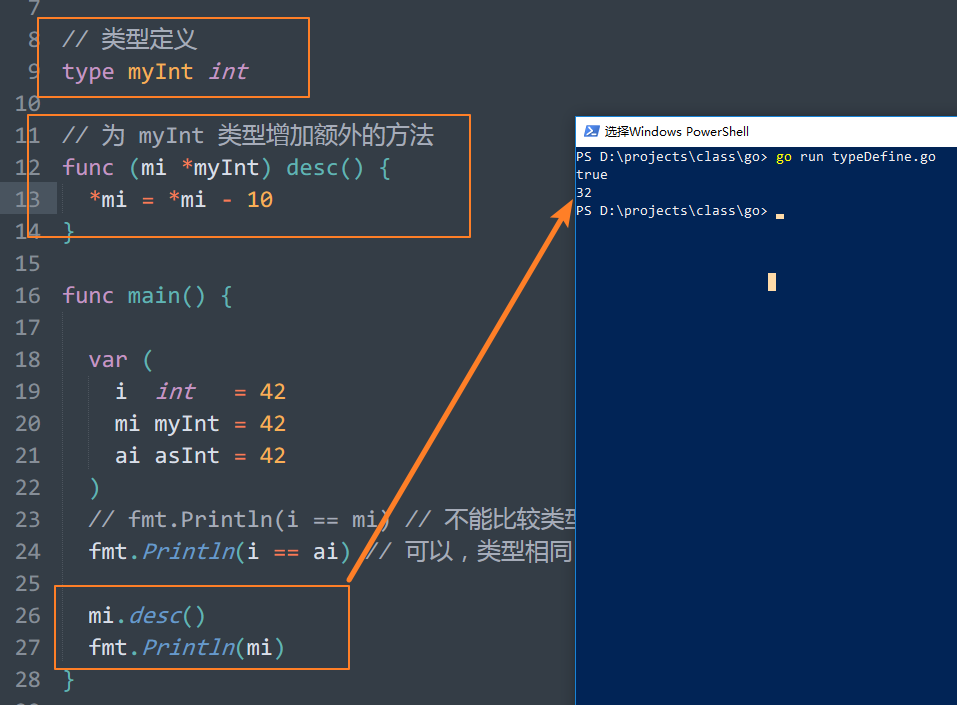 7
8 // 类型定义
9 type myInt int
10
11 // 为 myInt 类型增加额外的方法
12 func (mi *myInt) desc() {
13 *mi = *mi - 10
14 }
15
16 func main() {
17
18 var (
19 i int = 42
20 mi myInt = 42
21 ai asInt = 42
22 )
23 // fmt.Println(i == mi) // 不能比较类型
24 fmt.Println(i == ai) // 可以，类型相同
25
26 mi.desc()
27 fmt.Println(mi)
28 }
选择Windows PowerShell
PS D:\projects\class\go> go run typeDefine.go
true
32
PS D:\projects\class\go>